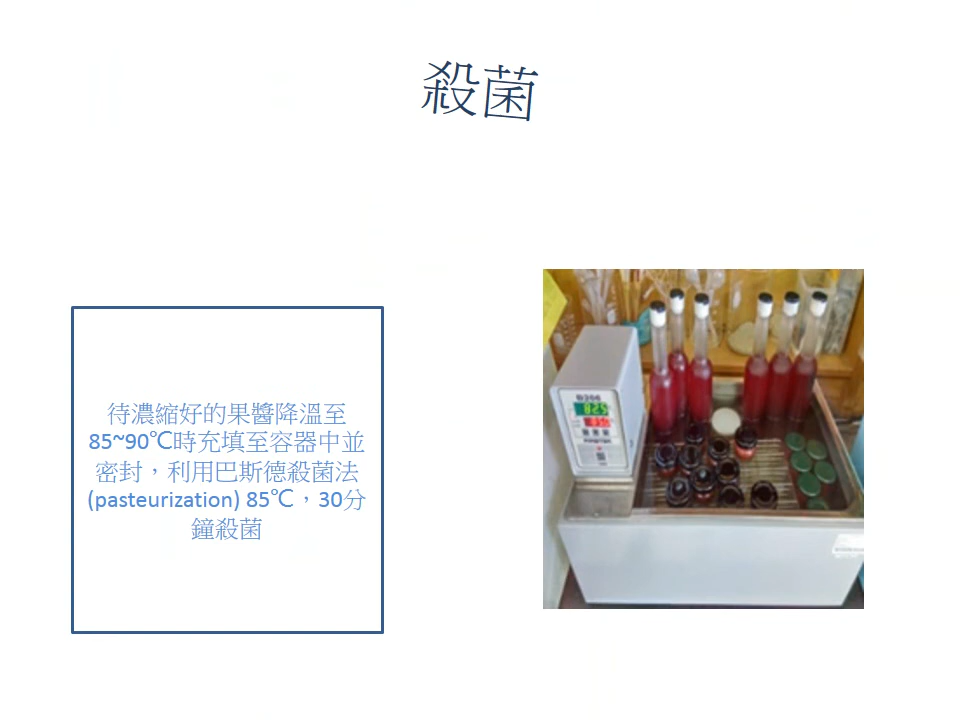 殺菌
待濃縮好的果醬降溫至
85~90℃時充填至容器中並
密封，利用巴斯德殺菌法
(pasteurization) 85℃，30分
鐘殺菌